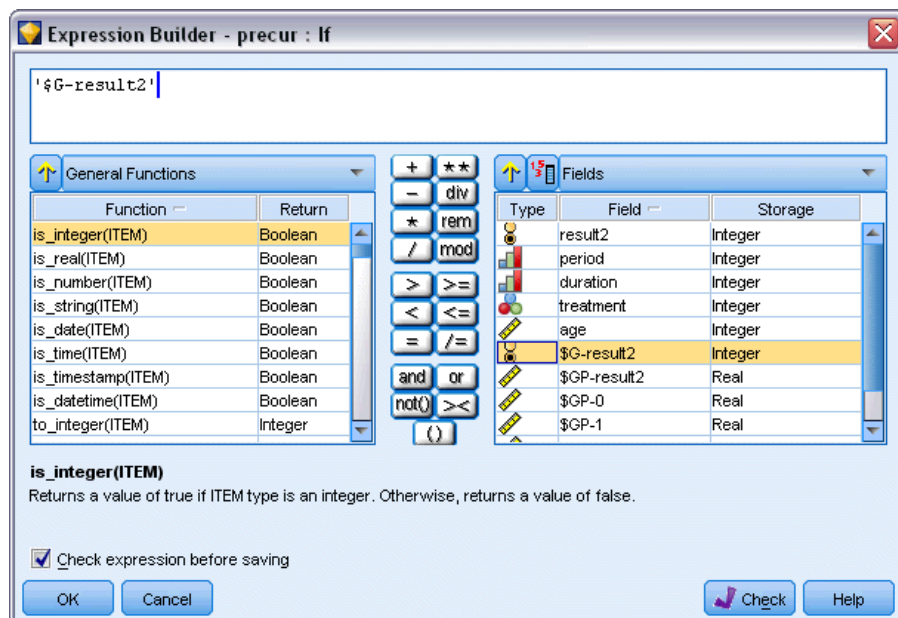 Expression Builder - precur : If
'$G-result2'
General Functions
Function Return
is_integer(ITEM) Boolean
is_real(ITEM) Boolean
is_number(ITEM) Boolean
is_string(ITEM) Boolean
is_date(ITEM) Boolean
is_time(ITEM) Boolean
is_timestamp(ITEM) Boolean
is_datetime(ITEM) Boolean
to_integer(ITEM) Integer
+ **
- div
* rem
/ mod
> >=
< <=
= /=
and or
not() ><
()
Fields
Type Field Storage
result2 Integer
period Integer
duration Integer
treatment Integer
age Integer
$G-result2 Integer
$GP-result2 Real
$GP-0 Real
$GP-1 Real
is_integer(ITEM)
Returns a value of true if ITEM type is an integer. Otherwise, returns a value of false.
Check expression before saving
OK Cancel Check Help